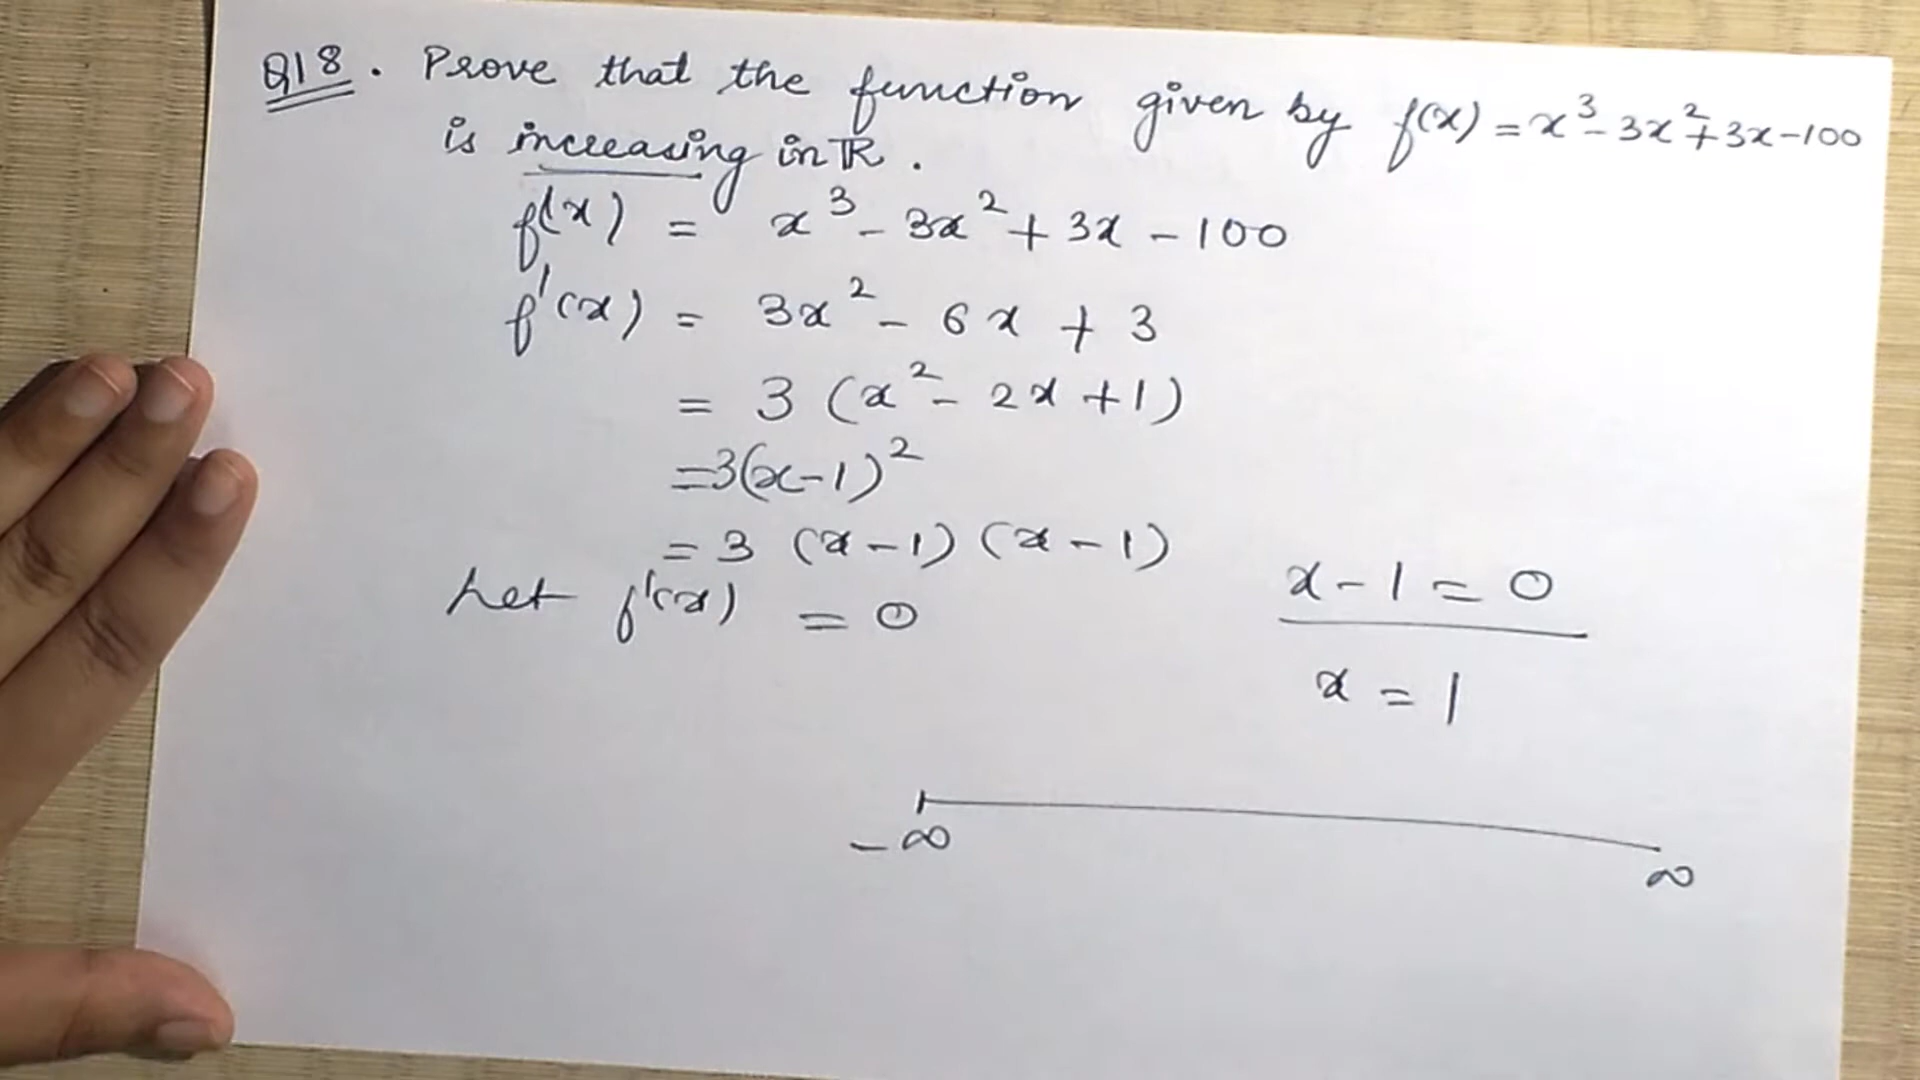 Q18. Prove that the function given by f(x) = x³ - 3x² + 3x - 100
is increasing in ℝ.
f(x) = x³ - 3x² + 3x - 100
f'(x) = 3x² - 6x + 3
= 3 (x² - 2x + 1)
= 3(x-1)²
= 3 (x-1) (x-1)
Let f'(x) = 0
x - 1 = 0
x = 1
-∞
∞